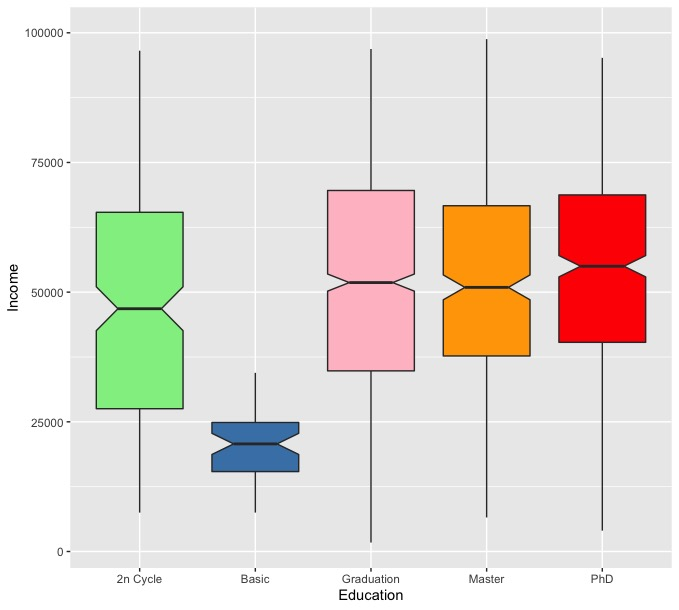 100000
75000
50000
25000
0
Income
2n Cycle Basic Graduation Master PhD
Education